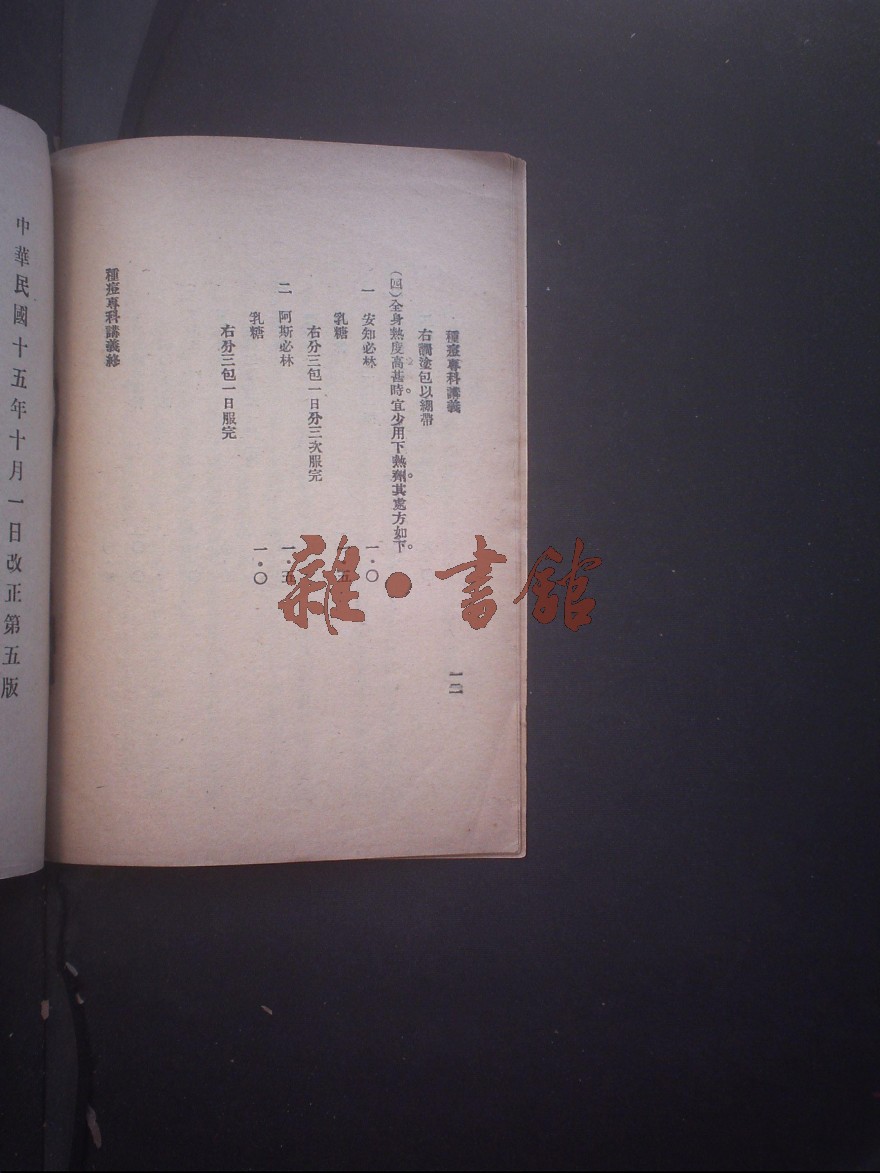 種痘專科講義
一二
右調塗包以綳帶
(四)全身熱度高甚時。宜少用下熱劑。其處方如下。
一 安知必林 一.〇
乳糖 .五
右分三包一日分三次服完
二 阿斯必林 一.五
乳糖 一.〇
右分三包一日服完
種痘專科講義終
中華民國十五年十月一日改正第五版
雜·書館